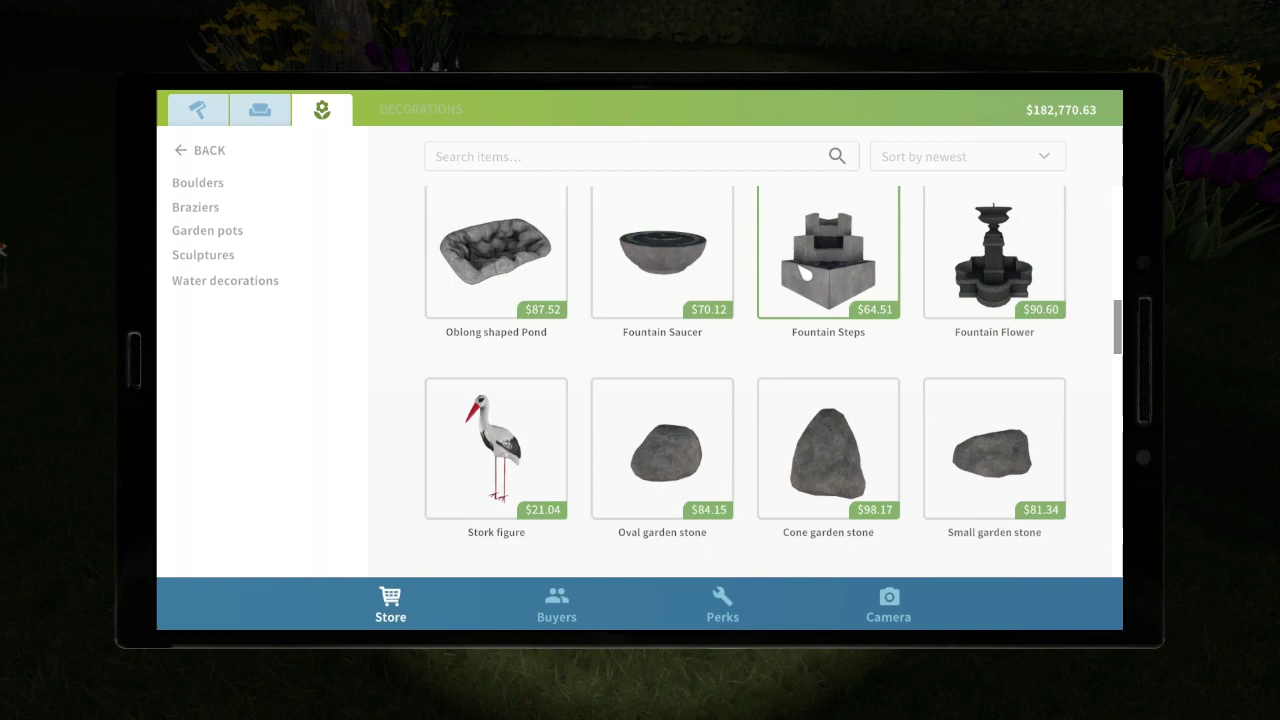 DECORATIONS
$182,770.63
BACK
Search items...
Sort by newest
Boulders
Braziers
Garden pots
Sculptures
Water decorations
$87.52
$70.12
$64.51
$90.60
Oblong shaped Pond
Fountain Saucer
Fountain Steps
Fountain Flower
$21.04
$84.15
$98.17
$81.34
Stork figure
Oval garden stone
Cone garden stone
Small garden stone
Store
Buyers
Perks
Camera